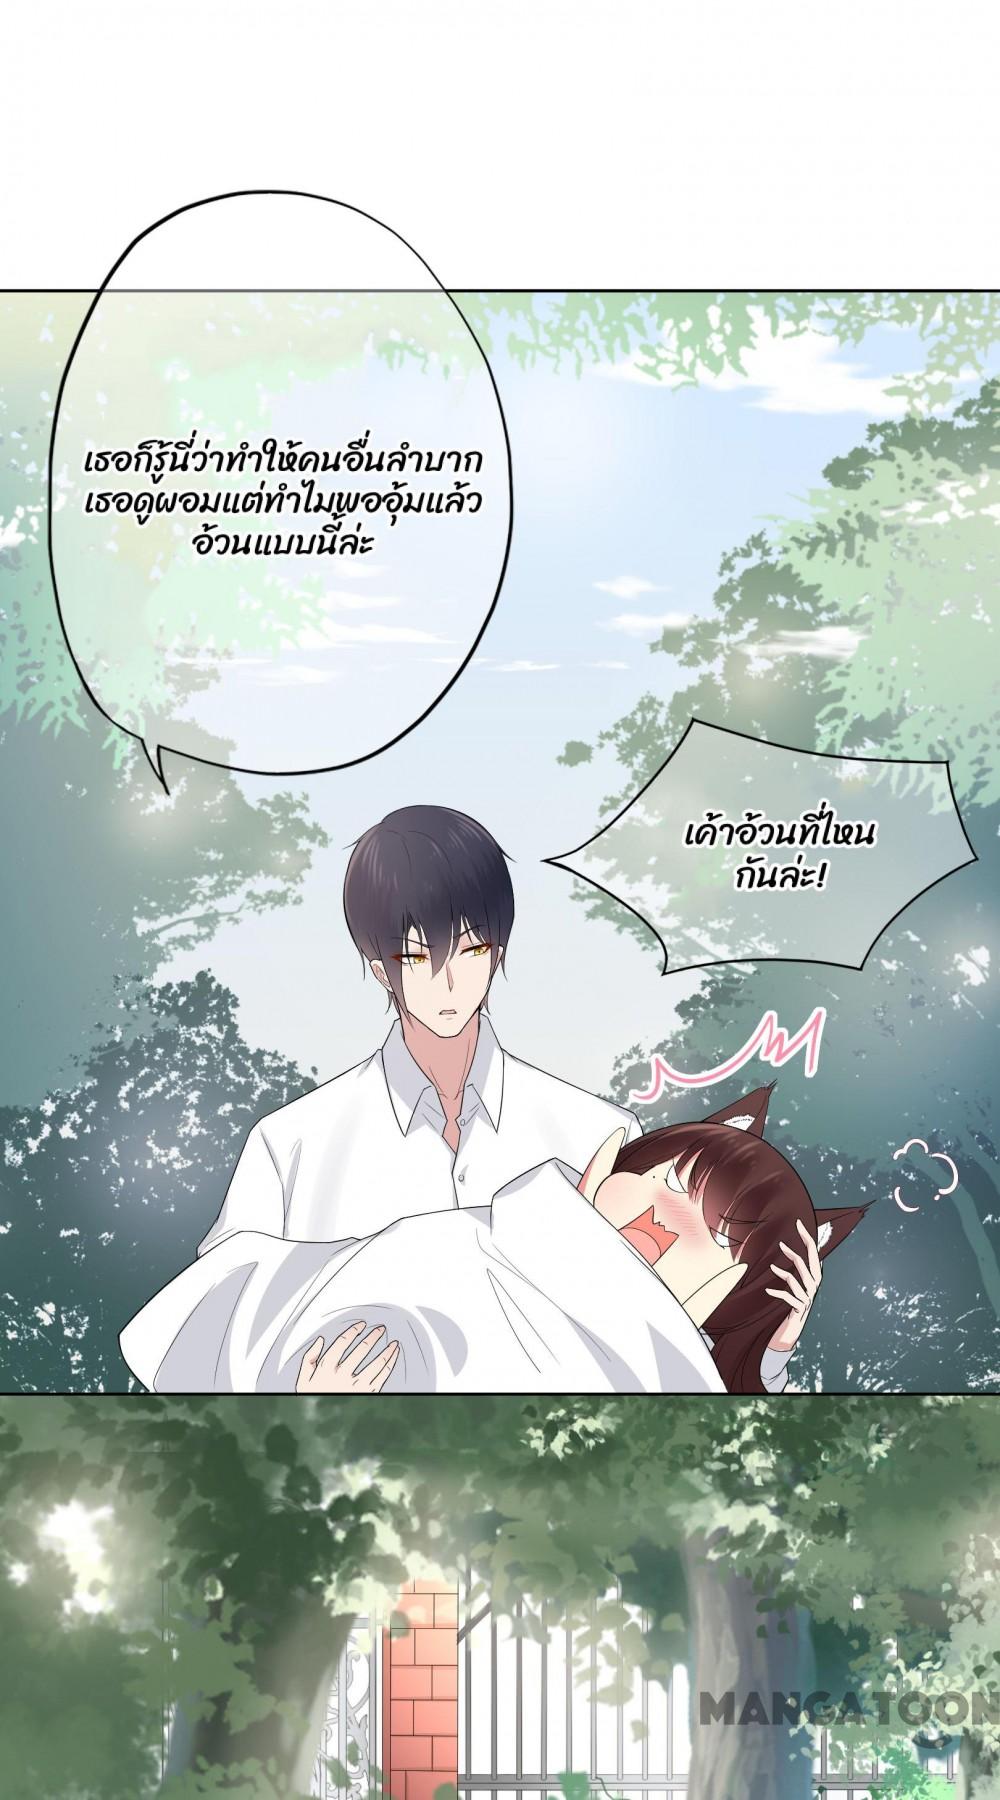 เธอก็รู้นี่ว่าทำให้คนอื่นลำบาก
เธอดูผอมแต่ทำไมพออุ้มแล้ว
อ้วนแบบนี้ล่ะ
เค้าอ้วนที่ไหน
กันล่ะ!
MANGATOON